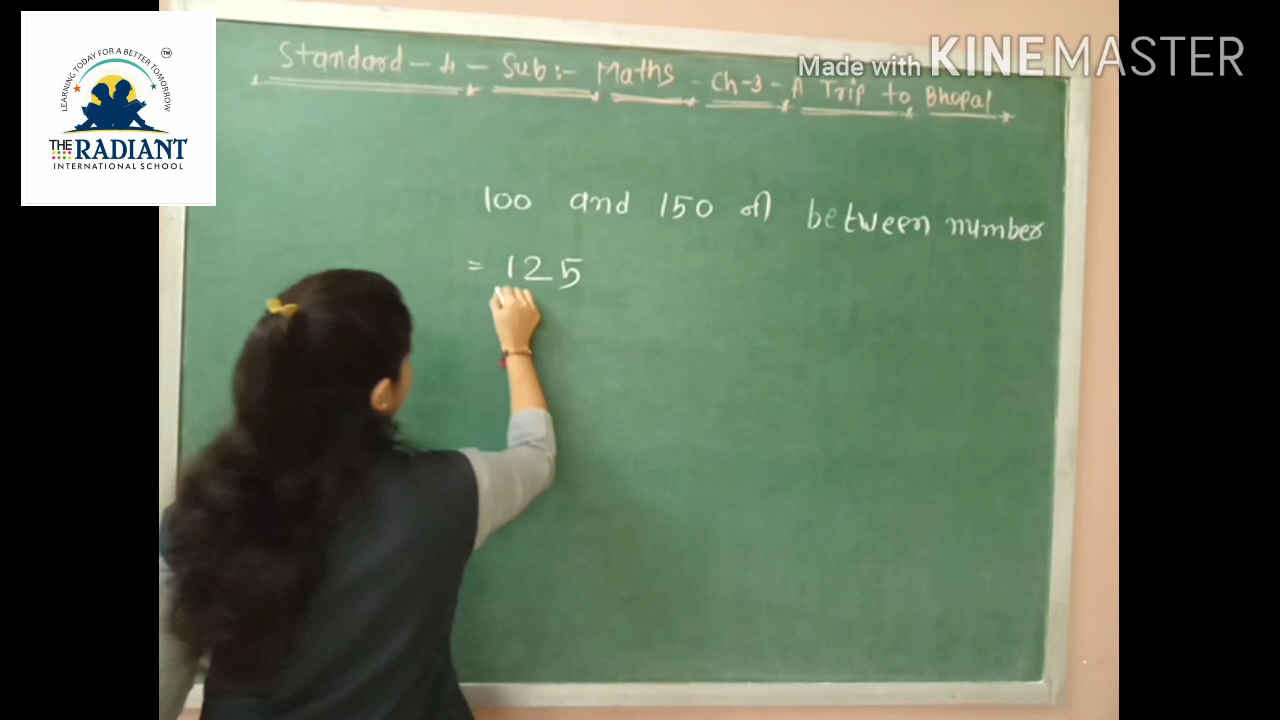 LEARNING TODAY FOR A BETTER TOMORROW
TM
THE RADIANT
INTERNATIONAL SCHOOL
Made with KINEMASTER
Standard - 4 - Sub:- Maths - Ch-3 - A Trip to Bhopal
100 and 150 ની between number
= 125